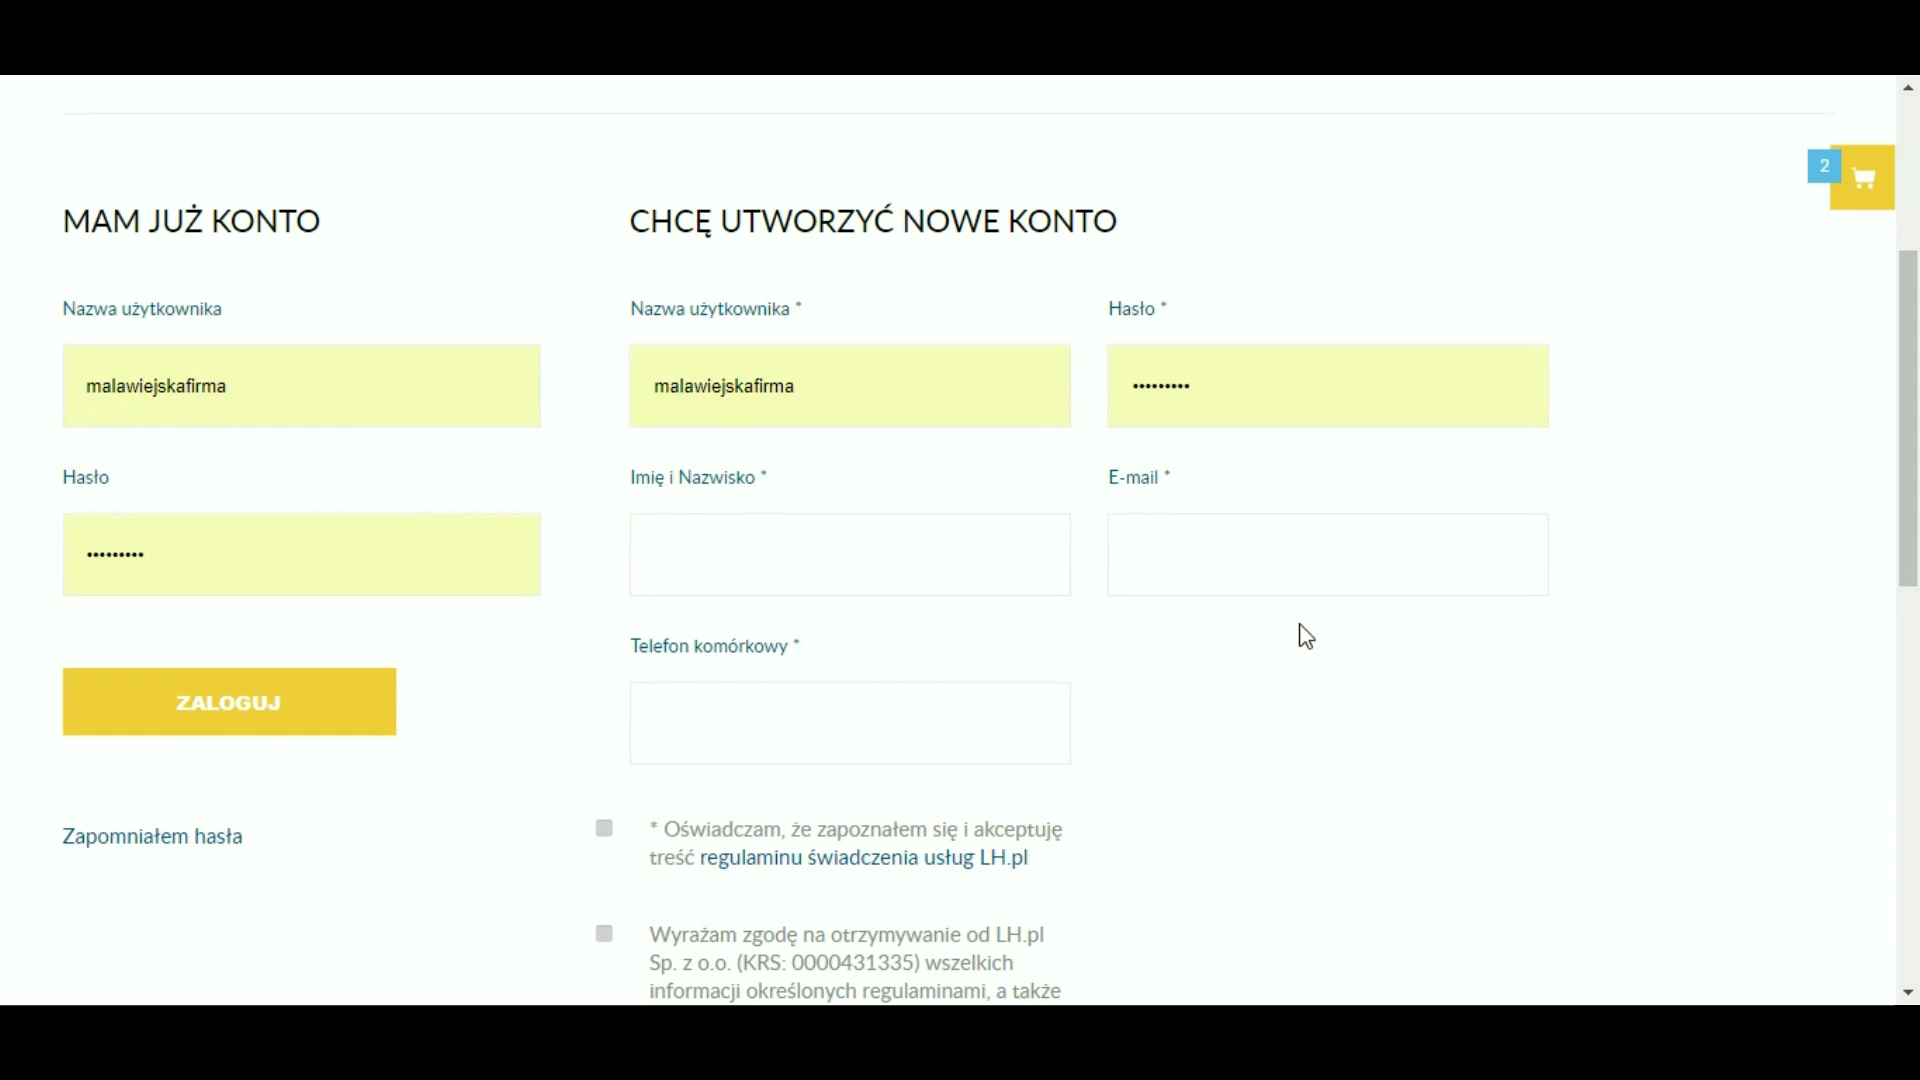 2
MAM JUŻ KONTO
Nazwa użytkownika
malawiejskafirma
Hasło
•••••••••
ZALOGUJ
Zapomniałem hasła
CHCĘ UTWORZYĆ NOWE KONTO
Nazwa użytkownika *
malawiejskafirma
Hasło *
•••••••••
Imię i Nazwisko *
E-mail *
Telefon komórkowy *
* Oświadczam, że zapoznałem się i akceptuję
treść regulaminu świadczenia usług LH.pl
Wyrażam zgodę na otrzymywanie od LH.pl
Sp. z o.o. (KRS: 0000431335) wszelkich
informacji określonych regulaminami, a także